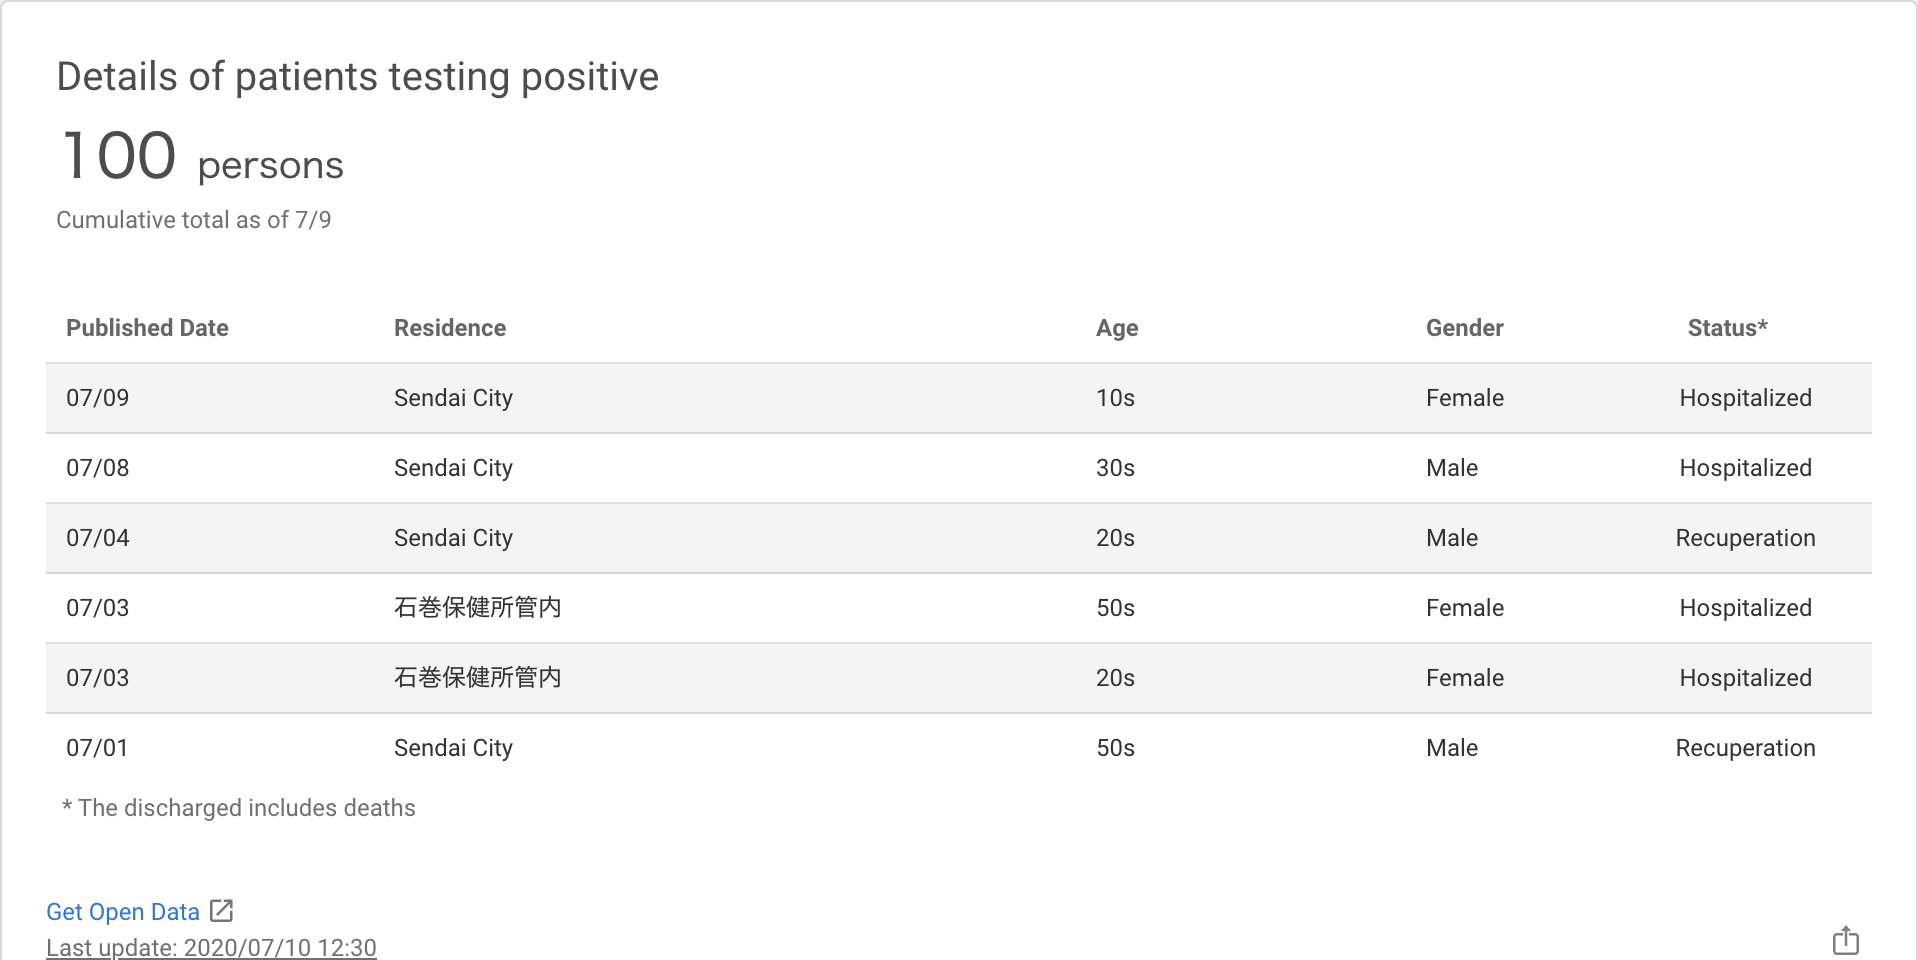 Details of patients testing positive
100 persons
Cumulative total as of 7/9
Published Date Residence Age Gender Status*
07/09 Sendai City 10s Female Hospitalized
07/08 Sendai City 30s Male Hospitalized
07/04 Sendai City 20s Male Recuperation
07/03 石巻保健所管内 50s Female Hospitalized
07/03 石巻保健所管内 20s Female Hospitalized
07/01 Sendai City 50s Male Recuperation
* The discharged includes deaths
Get Open Data
Last update: 2020/07/10 12:30